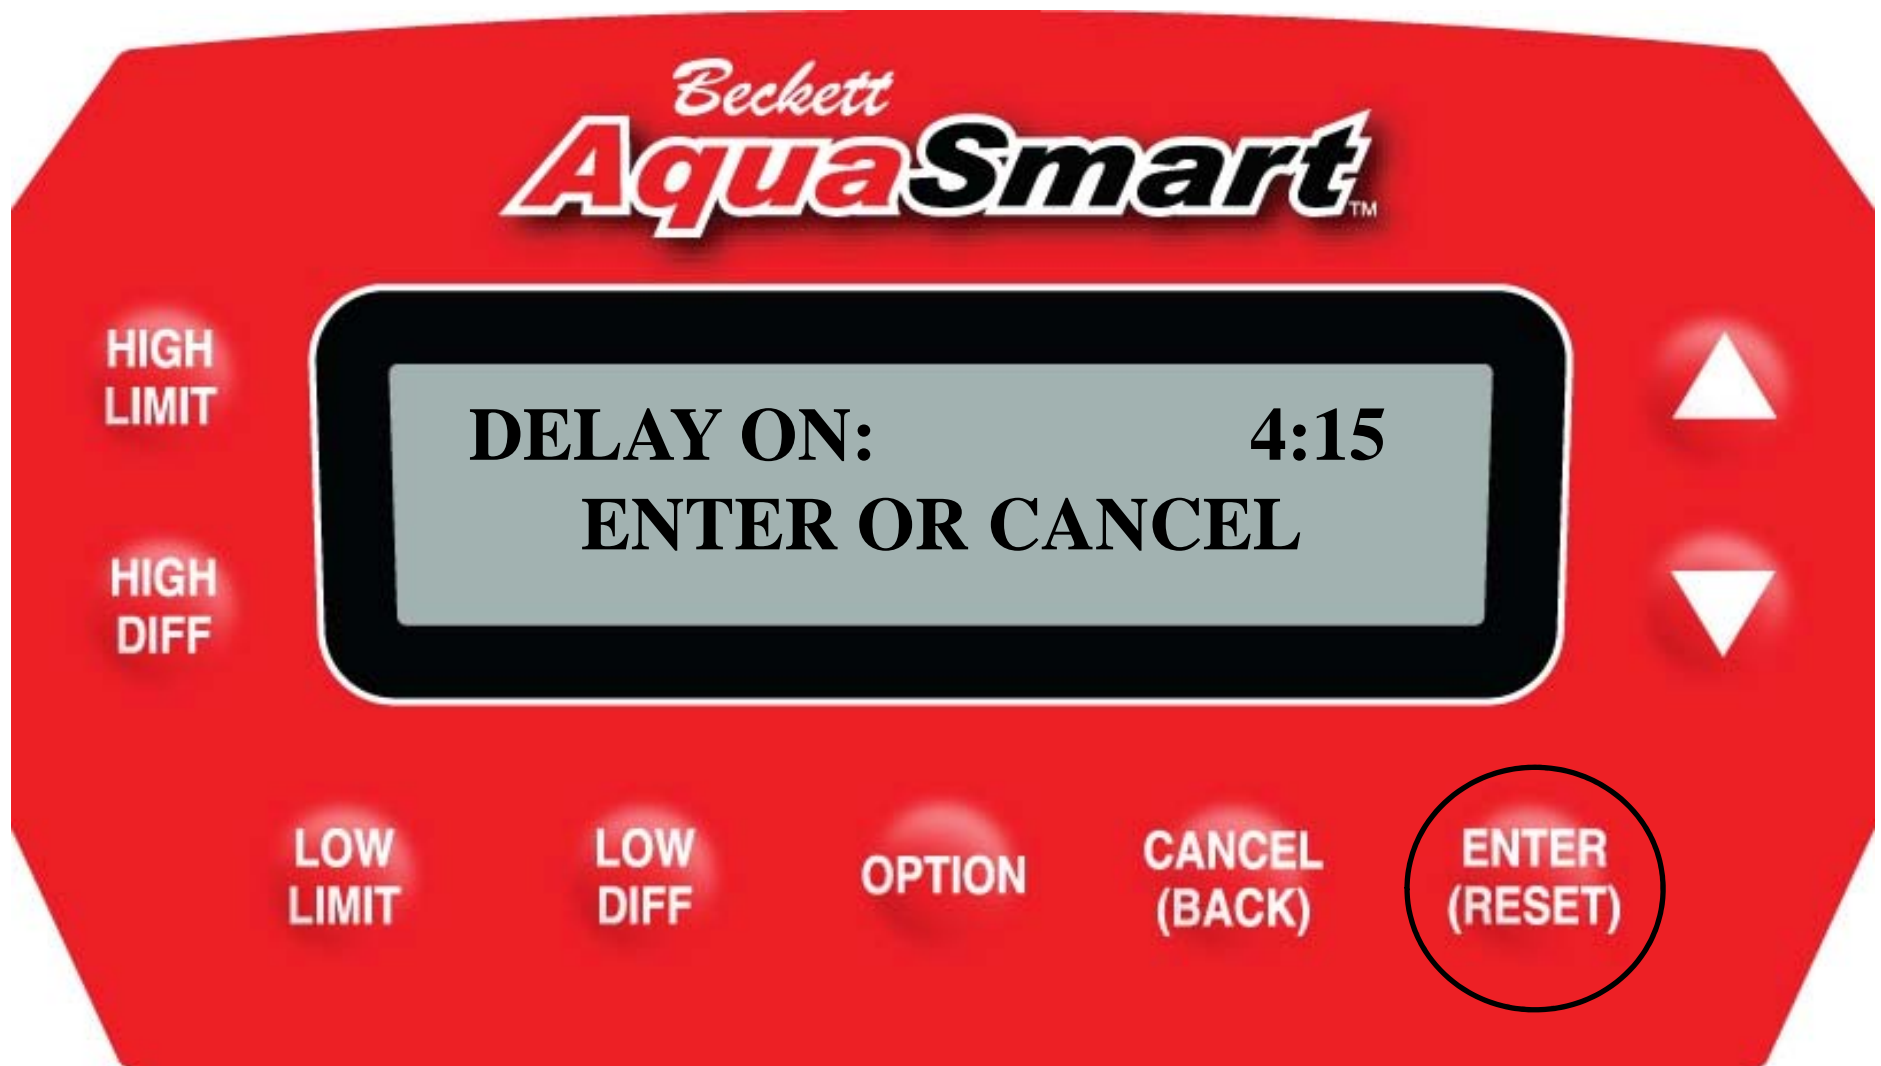 Beckett
AquaSmart™
HIGH
LIMIT
DELAY ON: 4:15
ENTER OR CANCEL
HIGH
DIFF
LOW
LIMIT
LOW
DIFF
OPTION
CANCEL
(BACK)
ENTER
(RESET)